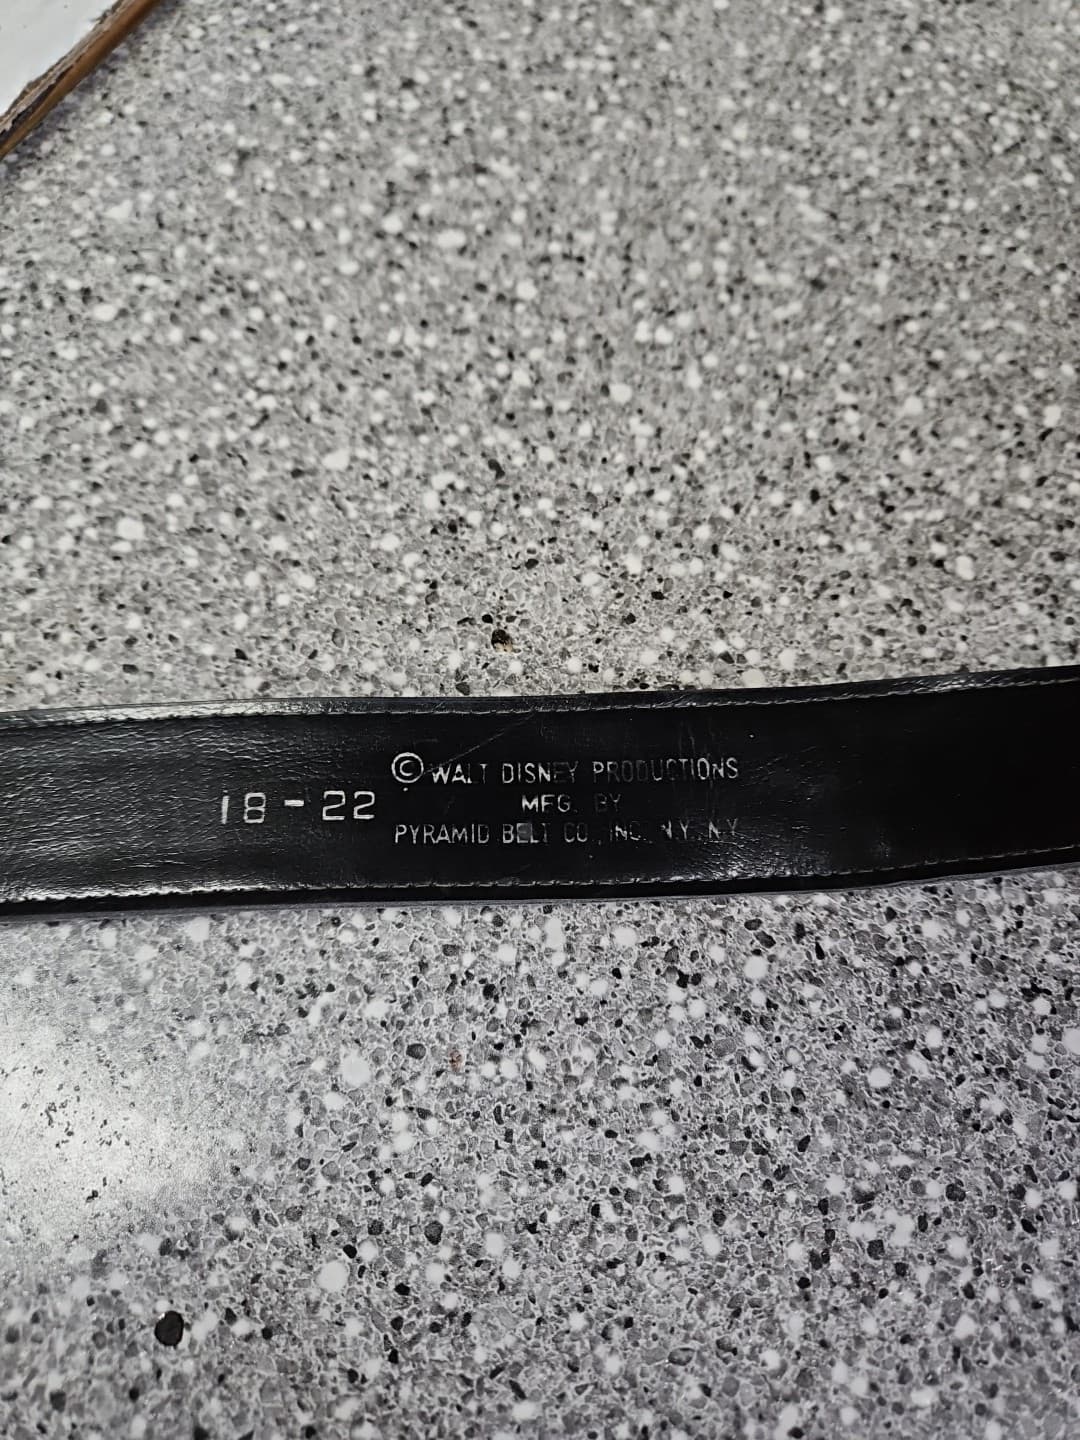 © WALT DISNEY PRODUCTIONS
18-22
MFG. BY
PYRAMID BELT CO., INC. N.Y. N.Y.